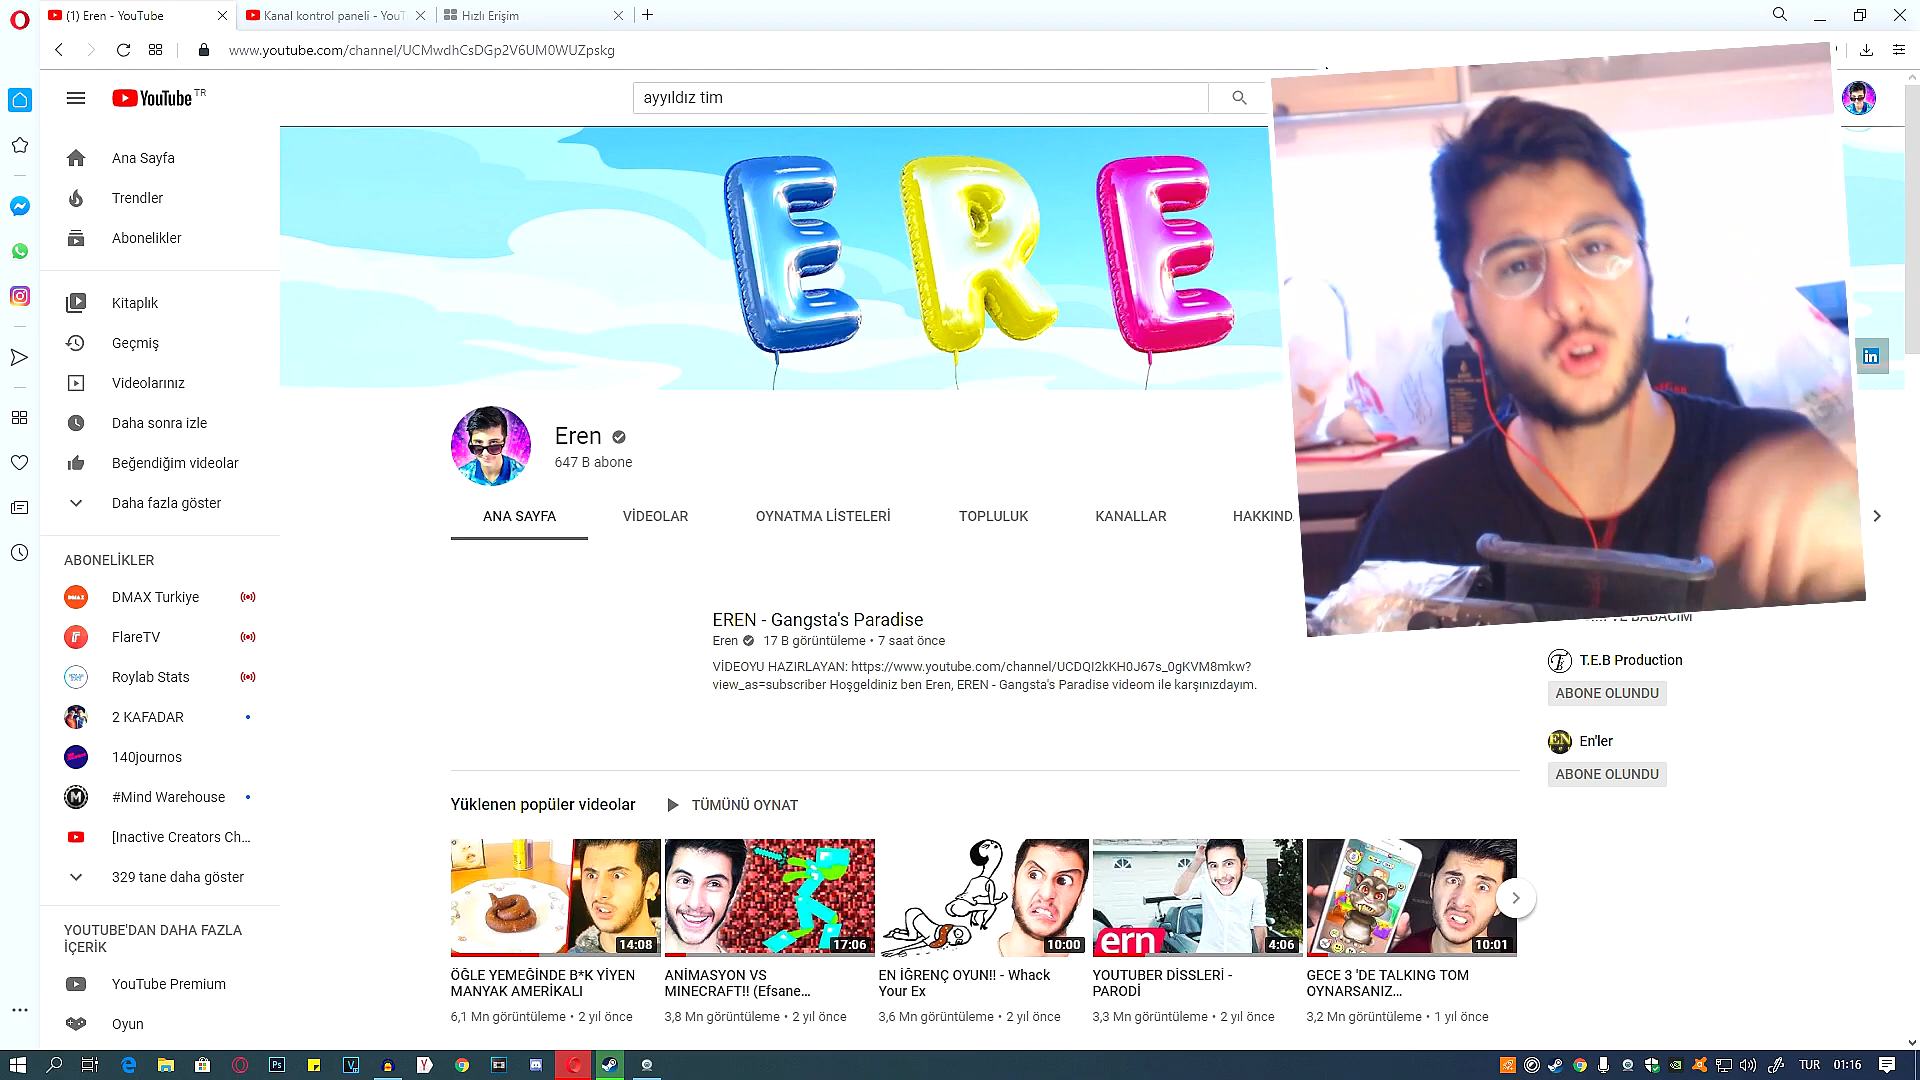 (1) Eren - YouTube
Kanal kontrol paneli - YouT
Hızlı Erişim
www.youtube.com/channel/UCMwdhCsDGp2V6UM0WUZpskg
YouTube TR
ayyıldız tim
Ana Sayfa
Trendler
Abonelikler
Kitaplık
Geçmiş
Videolarınız
Daha sonra izle
Beğendiğim videolar
Daha fazla göster
ABONELİKLER
DMAX Turkiye
FlareTV
Roylab Stats
2 KAFADAR
140journos
#Mind Warehouse
[Inactive Creators Ch...
329 tane daha göster
YOUTUBE'DAN DAHA FAZLA
İÇERİK
YouTube Premium
Oyun
E R E
in
Eren
647 B abone
ANA SAYFA
VİDEOLAR
OYNATMA LİSTELERİ
TOPLULUK
KANALLAR
HAKKIND
EREN - Gangsta's Paradise
Eren 17 B görüntüleme • 7 saat önce
VİDEOYU HAZIRLAYAN: https://www.youtube.com/channel/UCDQI2kKH0J67s_0gKVM8mkw?
view_as=subscriber Hoşgeldiniz ben Eren, EREN - Gangsta's Paradise videom ile karşınızdayım.
VE BABACIM
T.E.B Production
ABONE OLUNDU
En'ler
ABONE OLUNDU
Yüklenen popüler videolar
TÜMÜNÜ OYNAT
14:08
17:06
10:00
ern
4:06
10:01
ÖĞLE YEMEĞİNDE B*K YİYEN
MANYAK AMERİKALI
6,1 Mn görüntüleme • 2 yıl önce
ANİMASYON VS
MINECRAFT!! (Efsane...
3,8 Mn görüntüleme • 2 yıl önce
EN İĞRENÇ OYUN!! - Whack
Your Ex
3,6 Mn görüntüleme • 2 yıl önce
YOUTUBER DİSSLERİ -
PARODİ
3,3 Mn görüntüleme • 2 yıl önce
GECE 3 'DE TALKING TOM
OYNARSANIZ...
3,2 Mn görüntüleme • 1 yıl önce
TUR
01:16